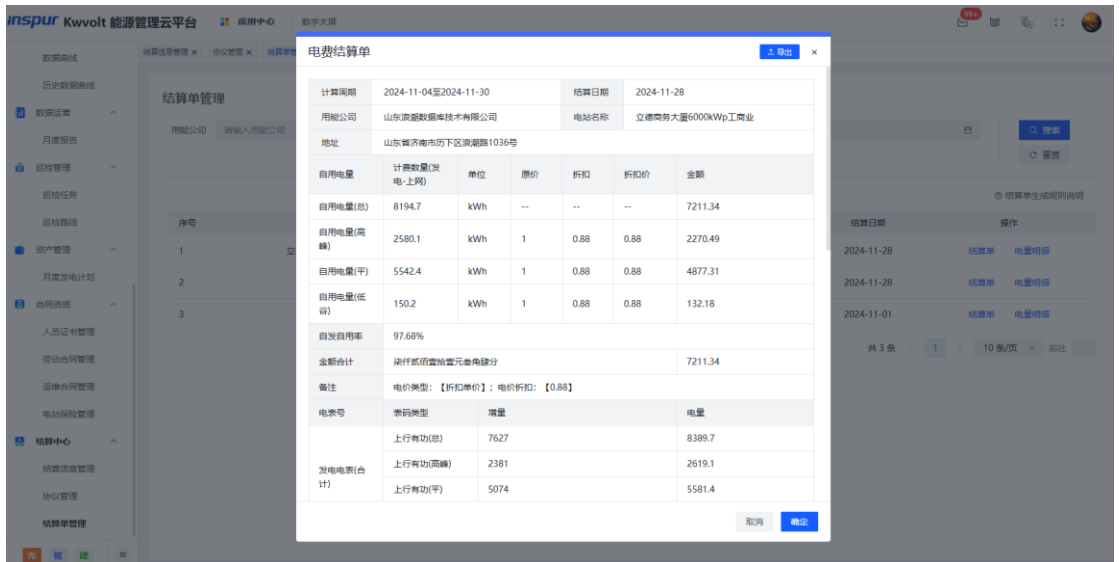 inspur Kwvolt 能源管理云平台 应用中心 数字大屏 99+
数据曲线
历史数据曲线
数据运营
月度报告
巡检管理
巡检任务
巡检路线
资产管理
月度发电计划
合同资质
人员证书管理
劳动合同管理
运维合同管理
电站保险管理
结算中心
结算信息管理
协议管理
结算单管理
光 储 建
结算信息管理 × 协议管理 ×
结算单管理
用能公司 请输入用能公司
搜索
重置
结算单生成规则说明
序号 结算日期 操作
1 立 2024-11-28 结算单 电量明细
2 2024-11-28 结算单 电量明细
3 2024-11-01 结算单 电量明细
共 3 条 < 1 > 10 条/页 前往
电费结算单 导出 ×
计算周期 2024-11-04至2024-11-30 结算日期 2024-11-28
用能公司 山东浪潮数据库技术有限公司 电站名称 立德商务大厦6000kWp工商业
地址 山东省济南市历下区浪潮路1036号
自用电量 计费数量(发
电-上网) 单位 原价 折扣 折扣价 金额
自用电量(总) 8194.7 kWh -- -- -- 7211.34
自用电量(高
峰) 2580.1 kWh 1 0.88 0.88 2270.49
自用电量(平) 5542.4 kWh 1 0.88 0.88 4877.31
自用电量(低
谷) 150.2 kWh 1 0.88 0.88 132.18
自发自用率 97.68%
金额合计 柒仟贰佰壹拾壹元叁角肆分 7211.34
备注 电价类型：【折扣单价】；电价折扣：【0.88】
电表号 表码类型 增量 电量
发电电表(合
计) 上行有功(总) 7627 8389.7
上行有功(高峰) 2381 2619.1
上行有功(平) 5074 5581.4
取消 确定